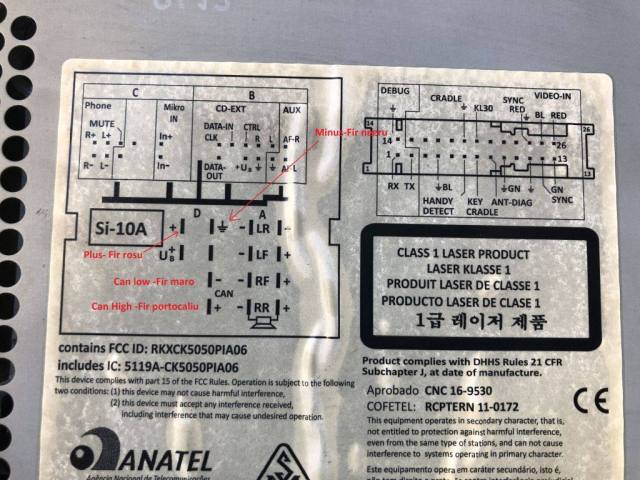 C
B
Phone
Mikro
IN
CD-EXT
AUX
MUTE
R+ L+
In+
DATA-IN
CTRL
CLK
R L
AF-R
Minus-Fir negru
R- L-
In-
DATA-
OUT
+UB
AF-L
D
A
Si-10A
+
- LR -
Plus- Fir rosu
U+B
- LF +
Can low -Fir maro
-
- RF +
CAN
Can High -Fir portocaliu
+
- RR +
DEBUG
CRADLE
KL30
SYNC
RED
VIDEO-IN
BL RED
14
14
26
26
1
13
1
13
RX TX
BL
GN
GN
HANDY
DETECT
KEY
CRADLE
ANT-DIAG
SYNC
CLASS 1 LASER PRODUCT
LASER KLASSE 1
PRODUIT LASER DE CLASSE 1
PRODUCTO LASER DE CLASE 1
1급 레이저 제품
contains FCC ID: RKXCK5050PIA06
includes IC: 5119A-CK5050PIA06
This device complies with part 15 of the FCC Rules. Operation is subject to the following
two conditions: (1) this device may not cause harmful interference,
(2) this device must accept any interference received,
including interference that may cause undesired operation.
ANATEL
Agência Nacional de Telecomunicações
Product complies with DHHS Rules 21 CFR
Subchapter J, at date of manufacture.
Aprobado CNC 16-9530
COFETEL: RCPTERN 11-0172
CE
This equipment operates in secondary character, that is,
not entitled to protection against harmful interference,
even from the same type of stations, and can not cause
interference to systems operating in primary character.
Este equipamento opera em caráter secundário, isto é,